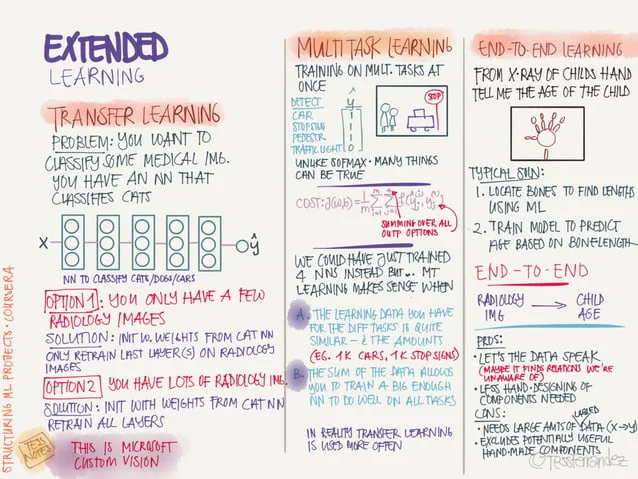 EXTENDED
LEARNING
TRANSFER LEARNING
PROBLEM: YOU WANT TO
CLASSIFY SOME MEDICAL IMG.
YOU HAVE AN NN THAT
CLASSIFIES CATS
X
ŷ
NN TO CLASSIFY CATS/DOGS/CARS
OPTION 1: YOU ONLY HAVE A FEW
RADIOLOGY IMAGES
SOLUTION: INIT W. WEIGHTS FROM CAT NN
ONLY RETRAIN LAST LAYER(S) ON RADIOLOGY
IMAGES
OPTION 2 YOU HAVE LOTS OF RADIOLOGY IMG.
SOLUTION: INIT WITH WEIGHTS FROM CAT NN
RETRAIN ALL LAYERS
THIS IS MICROSOFT
CUSTOM VISION
TESS
NOTES
STRUCTURING ML PROJECTS · COURSERA
MULTITASK LEARNING
TRAINING ON MULT. TASKS AT
ONCE
DETECT ŷ
CAR
STOPSIGN
PEDESTR
TRAFFIC LIGHT
STOP
UNLIKE SOFMAX · MANY THINGS
CAN BE TRUE
SUMMING OVER ALL
OUTP OPTIONS
WE COULD HAVE JUST TRAINED
4 NNS INSTEAD BUT... MT
LEARNING MAKES SENSE WHEN
A. THE LEARNING DATA YOU HAVE
FOR THE DIFF TASKS IS QUITE
SIMILAR - & THE AMOUNTS
(EG. 1K CARS, 1K STOP SIGNS)
B. THE SUM OF THE DATA ALLOWS
YOU TO TRAIN A BIG ENOUGH
NN TO DO WELL ON ALL TASKS
IN REALITY TRANSFER LEARNING
IS USED MORE OFTEN
END-TO-END LEARNING
FROM X-RAY OF CHILDS HAND
TELL ME THE AGE OF THE CHILD
TYPICAL SOLN:
1. LOCATE BONES TO FIND LENGTHS
USING ML
2. TRAIN MODEL TO PREDICT
AGE BASED ON BONELENGTH
END-TO-END
RADIOLOGY → CHILD
IMG AGE
PROS:
· LET'S THE DATA SPEAK
(MAYBE IT FINDS RELATIONS WE'RE
UNAWARE OF)
· LESS HAND-DESIGNING OF
COMPONENTS NEEDED
CONS:
LABLED
· NEEDS LARGE AMTS OF DATA (X→Y)
· EXCLUDES POTENTIALLY USEFUL
HAND-MADE COMPONENTS
@TessFerrandez